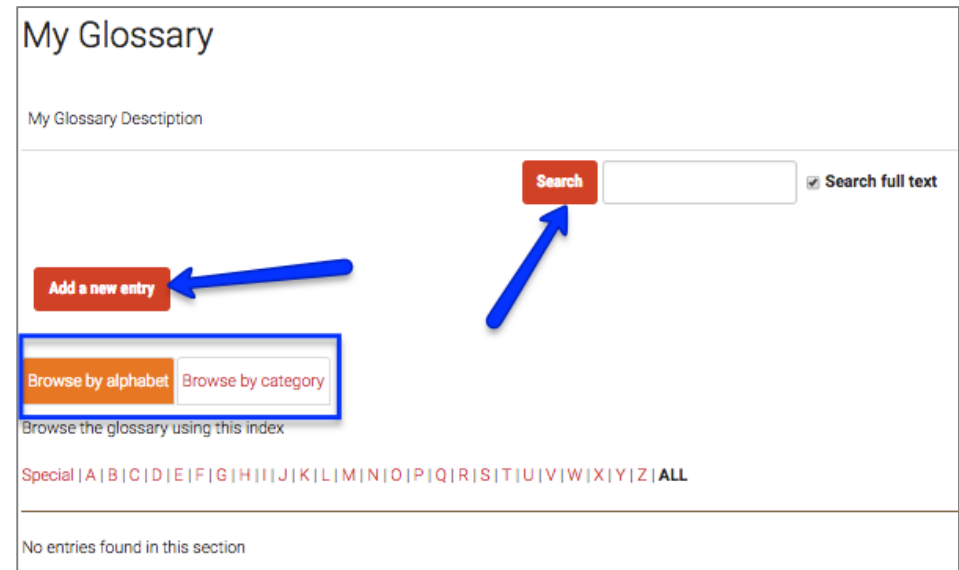 My Glossary
My Glossary Desctiption
Search
Search full text
Add a new entry
Browse by alphabet Browse by category
Browse the glossary using this index
Special | A | B | C | D | E | F | G | H | I | J | K | L | M | N | O | P | Q | R | S | T | U | V | W | X | Y | Z | ALL
No entries found in this section